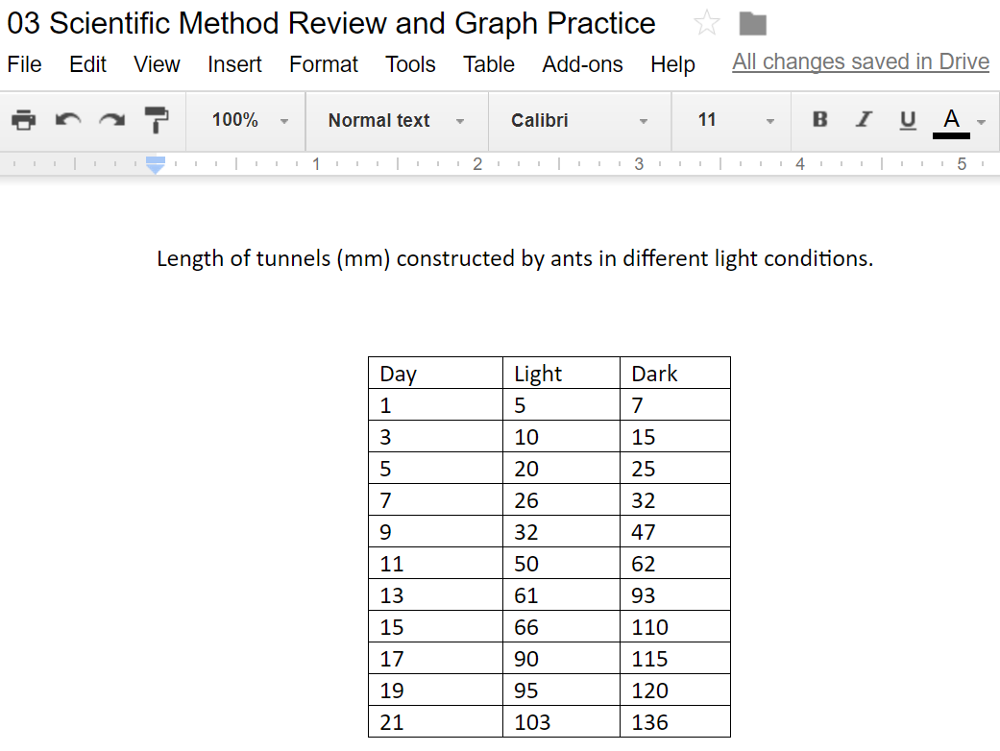 03 Scientific Method Review and Graph Practice
File Edit View Insert Format Tools Table Add-ons Help All changes saved in Drive
100% Normal text Calibri 11 B I U A
1 2 3 4 5
Length of tunnels (mm) constructed by ants in different light conditions.
Day Light Dark
1 5 7
3 10 15
5 20 25
7 26 32
9 32 47
11 50 62
13 61 93
15 66 110
17 90 115
19 95 120
21 103 136